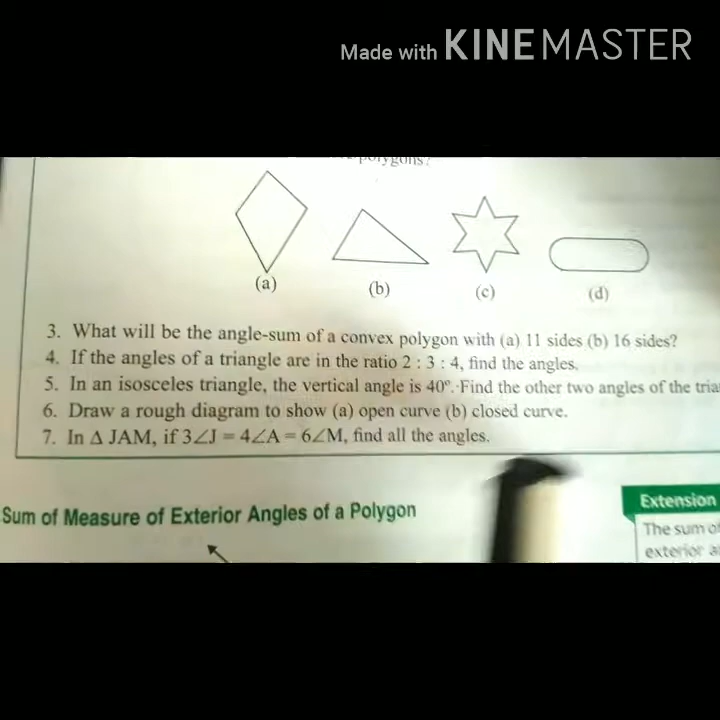 Made with KINEMASTER
polygons?
(a)
(b)
(c)
(d)
3. What will be the angle-sum of a convex polygon with (a) 11 sides (b) 16 sides?
4. If the angles of a triangle are in the ratio 2 : 3 : 4, find the angles.
5. In an isosceles triangle, the vertical angle is 40°. Find the other two angles of the tria
6. Draw a rough diagram to show (a) open curve (b) closed curve.
7. In Δ JAM, if 3∠J = 4∠A = 6∠M, find all the angles.
Sum of Measure of Exterior Angles of a Polygon
Extension
The sum of
exterior a